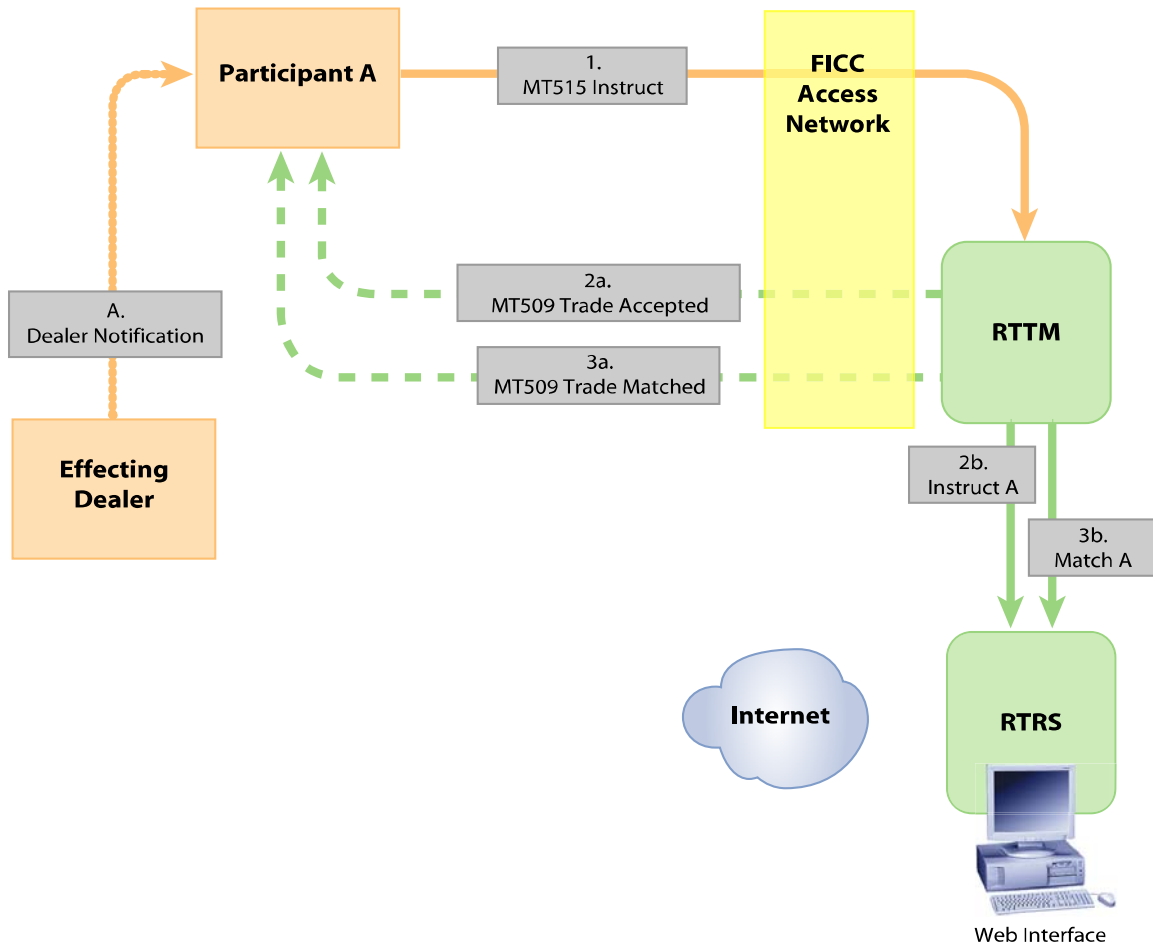 Participant A
1.
MT515 Instruct
FICC
Access
Network
2a.
MT509 Trade Accepted
A.
Dealer Notification
RTTM
3a.
MT509 Trade Matched
Effecting
Dealer
2b.
Instruct A
3b.
Match A
Internet
RTRS
Web Interface